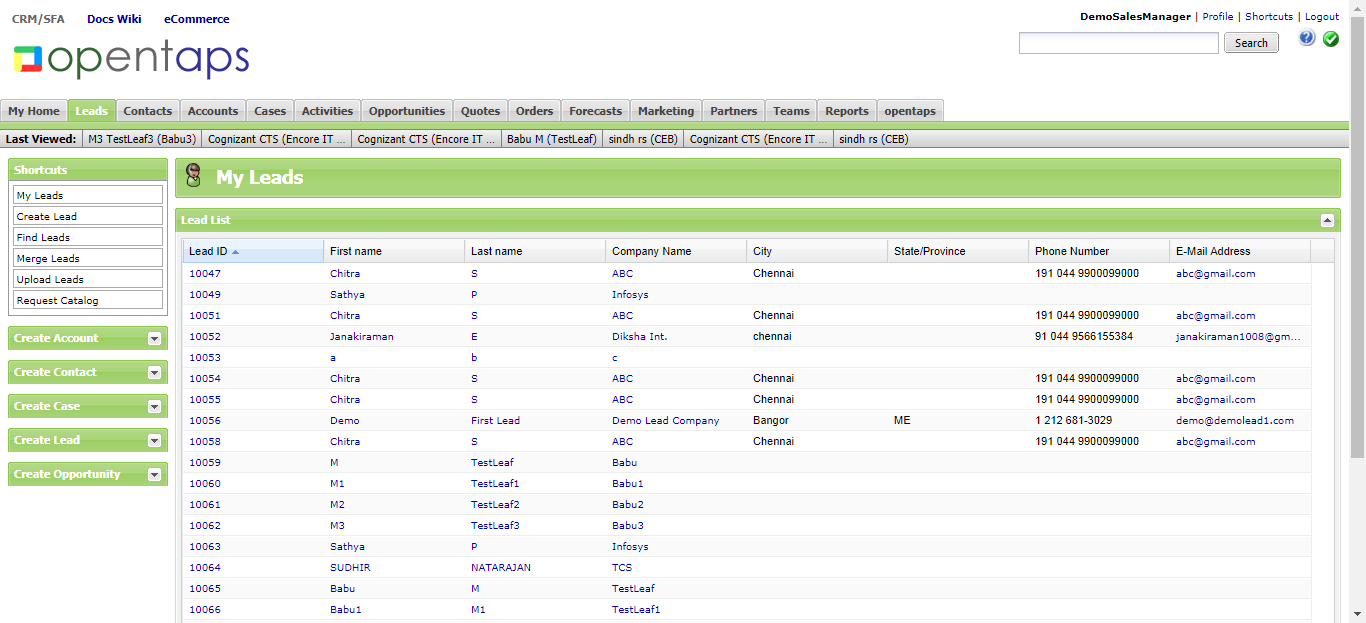 CRM/SFA Docs Wiki eCommerce
DemoSalesManager | Profile | Shortcuts | Logout
opentaps
Search
?
My Home Leads Contacts Accounts Cases Activities Opportunities Quotes Orders Forecasts Marketing Partners Teams Reports opentaps
Last Viewed: M3 TestLeaf3 (Babu3) Cognizant CTS (Encore IT ... Cognizant CTS (Encore IT ... Babu M (TestLeaf) sindh rs (CEB) Cognizant CTS (Encore IT ... sindh rs (CEB)
Shortcuts
My Leads
Create Lead
Find Leads
Merge Leads
Upload Leads
Request Catalog
Create Account
Create Contact
Create Case
Create Lead
Create Opportunity
My Leads
Lead List
Lead ID First name Last name Company Name City State/Province Phone Number E-Mail Address
10047 Chitra S ABC Chennai 191 044 9900099000 abc@gmail.com
10049 Sathya P Infosys
10051 Chitra S ABC Chennai 191 044 9900099000 abc@gmail.com
10052 Janakiraman E Diksha Int. chennai 91 044 9566155384 janakiraman1008@gm...
10053 a b c
10054 Chitra S ABC Chennai 191 044 9900099000 abc@gmail.com
10055 Chitra S ABC Chennai 191 044 9900099000 abc@gmail.com
10056 Demo First Lead Demo Lead Company Bangor ME 1 212 681-3029 demo@demolead1.com
10058 Chitra S ABC Chennai 191 044 9900099000 abc@gmail.com
10059 M TestLeaf Babu
10060 M1 TestLeaf1 Babu1
10061 M2 TestLeaf2 Babu2
10062 M3 TestLeaf3 Babu3
10063 Sathya P Infosys
10064 SUDHIR NATARAJAN TCS
10065 Babu M TestLeaf
10066 Babu1 M1 TestLeaf1